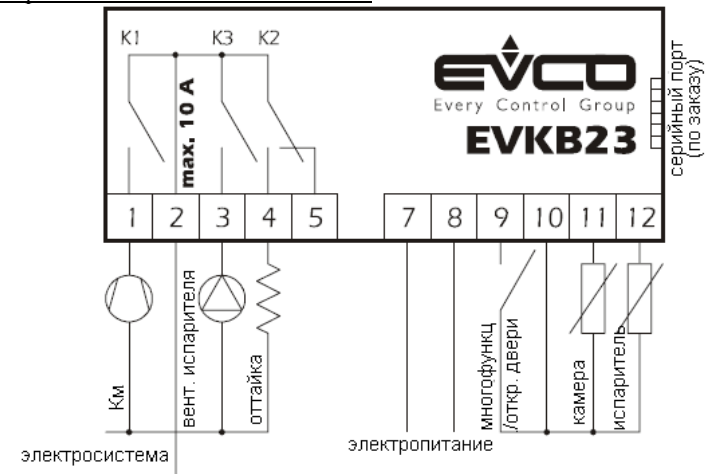 K1
K3
K2
max. 10 A
EVCO
Every Control Group
EVKB23
серийный порт
(по заказу)
1
2
3
4
5
7
8
9
10
11
12
Км
вент. испарителя
оттайка
многофункц
/откр. двери
камера
испаритель
электросистема
электропитание